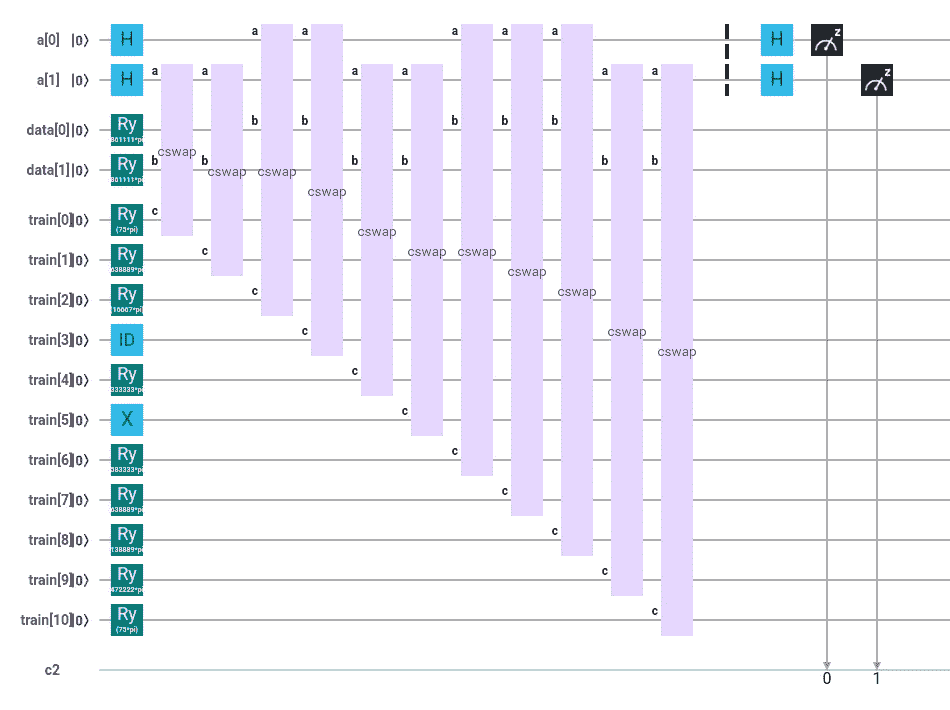 a[0] |0⟩ H a a a a a H z
a[1] |0⟩ H a a a a a a H z
data[0] |0⟩ Ry 861111*pi b b b b b
data[1] |0⟩ Ry 861111*pi b b b b b b
cswap cswap cswap cswap cswap cswap cswap cswap cswap cswap cswap
train[0] |0⟩ Ry (75*pi) c
train[1] |0⟩ Ry 638889*pi c
train[2] |0⟩ Ry (16667*pi) c
train[3] |0⟩ ID c
train[4] |0⟩ Ry 333333*pi c
train[5] |0⟩ X c
train[6] |0⟩ Ry 583333*pi c
train[7] |0⟩ Ry 638889*pi c
train[8] |0⟩ Ry 138889*pi c
train[9] |0⟩ Ry 472222*pi c
train[10] |0⟩ Ry (75*pi) c
c2 0 1